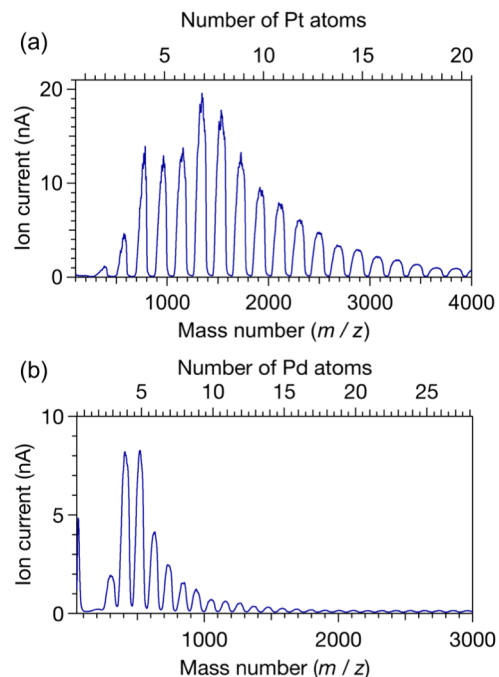 (a)
Number of Pt atoms
5 10 15 20
20
10
0
Ion current (nA)
1000 2000 3000 4000
Mass number (m / z)
(b)
Number of Pd atoms
5 10 15 20 25
10
5
0
Ion current (nA)
1000 2000 3000
Mass number (m / z)